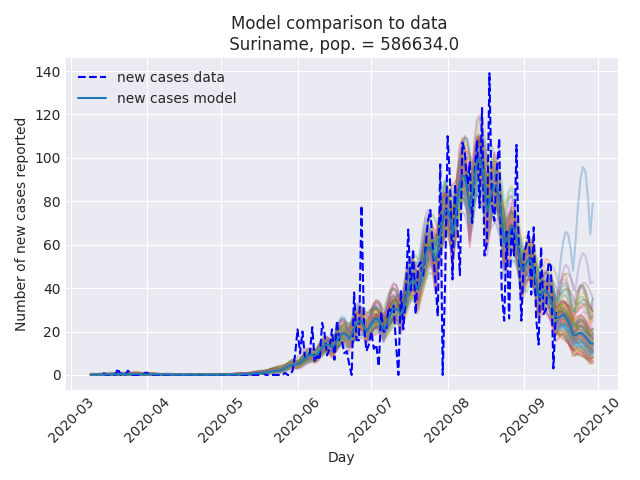 Model comparison to data
Suriname, pop. = 586634.0
new cases data
new cases model
Number of new cases reported
140
120
100
80
60
40
20
0
2020-03
2020-04
2020-05
2020-06
2020-07
2020-08
2020-09
2020-10
Day